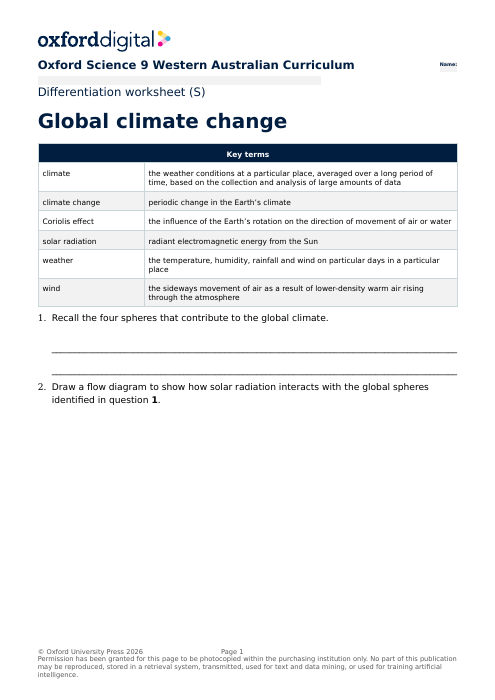 oxforddigital
Oxford Science 9 Western Australian Curriculum
Name:
Differentiation worksheet (S)
Global climate change
Key terms
climate
the weather conditions at a particular place, averaged over a long period of
time, based on the collection and analysis of large amounts of data
climate change
periodic change in the Earth's climate
Coriolis effect
the influence of the Earth's rotation on the direction of movement of air or water
solar radiation
radiant electromagnetic energy from the Sun
weather
the temperature, humidity, rainfall and wind on particular days in a particular
place
wind
the sideways movement of air as a result of lower-density warm air rising
through the atmosphere
1. Recall the four spheres that contribute to the global climate.
2. Draw a flow diagram to show how solar radiation interacts with the global spheres
identified in question 1.
© Oxford University Press 2026 Page 1
Permission has been granted for this page to be photocopied within the purchasing institution only. No part of this publication
may be reproduced, stored in a retrieval system, transmitted, used for text and data mining, or used for training artificial
intelligence.